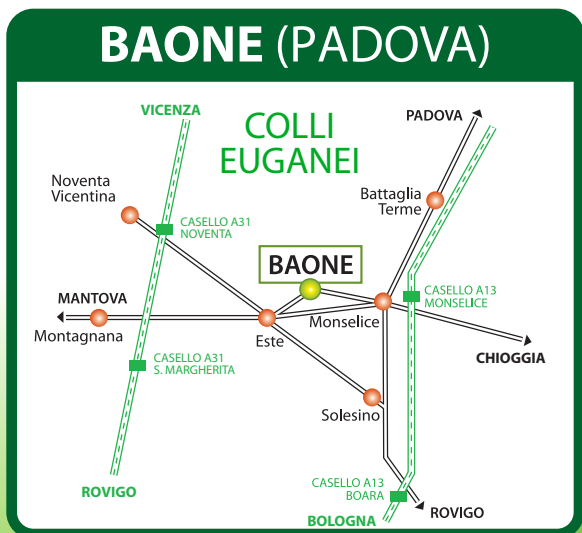 BAONE (PADOVA)
VICENZA
COLLI
EUGANEI
PADOVA
Noventa
Vicentina
Battaglia
Terme
CASELLO A31
NOVENTA
BAONE
CASELLO A13
MONSELICE
MANTOVA
Montagnana
Este
Monselice
CHIOGGIA
CASELLO A31
S. MARGHERITA
Solesino
ROVIGO
CASELLO A13
BOARA
ROVIGO
BOLOGNA